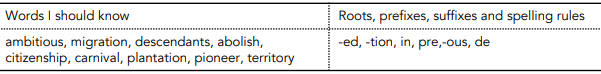 Words I should know
Roots, prefixes, suffixes and spelling rules
ambitious, migration, descendants, abolish,
citizenship, carnival, plantation, pioneer, territory
-ed, -tion, in, pre,-ous, de